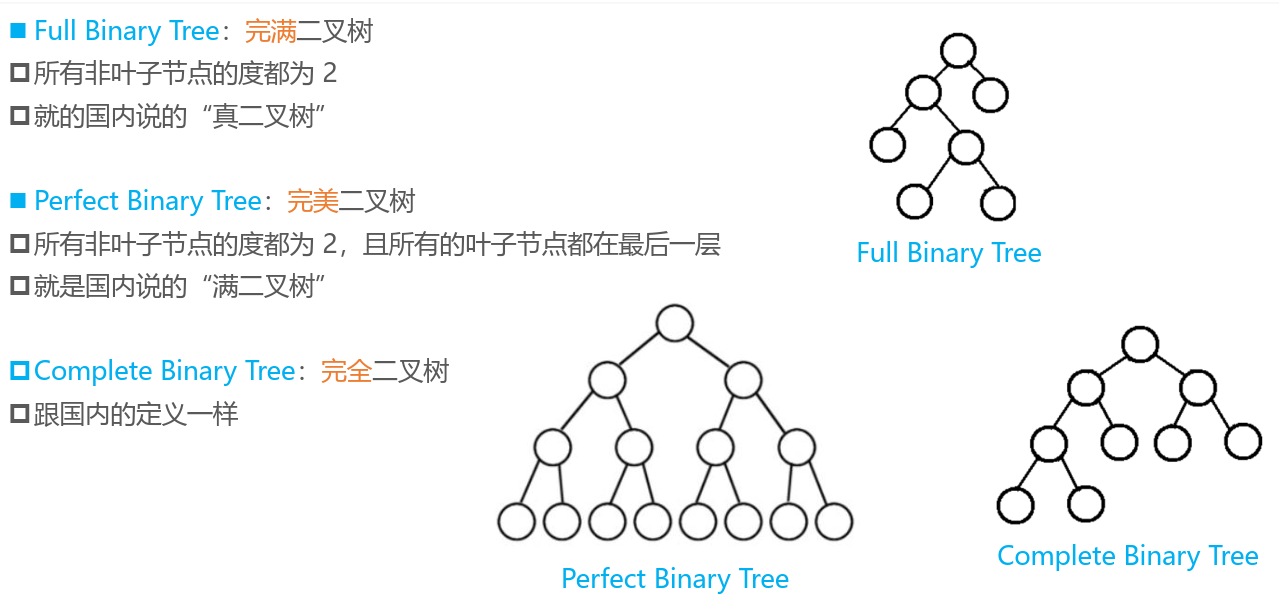 Full Binary Tree：完满二叉树
所有非叶子节点的度都为 2
就的国内说的“真二叉树”
Perfect Binary Tree：完美二叉树
所有非叶子节点的度都为 2，且所有的叶子节点都在最后一层
就是国内说的“满二叉树”
Complete Binary Tree：完全二叉树
跟国内的定义一样
Full Binary Tree
Perfect Binary Tree
Complete Binary Tree